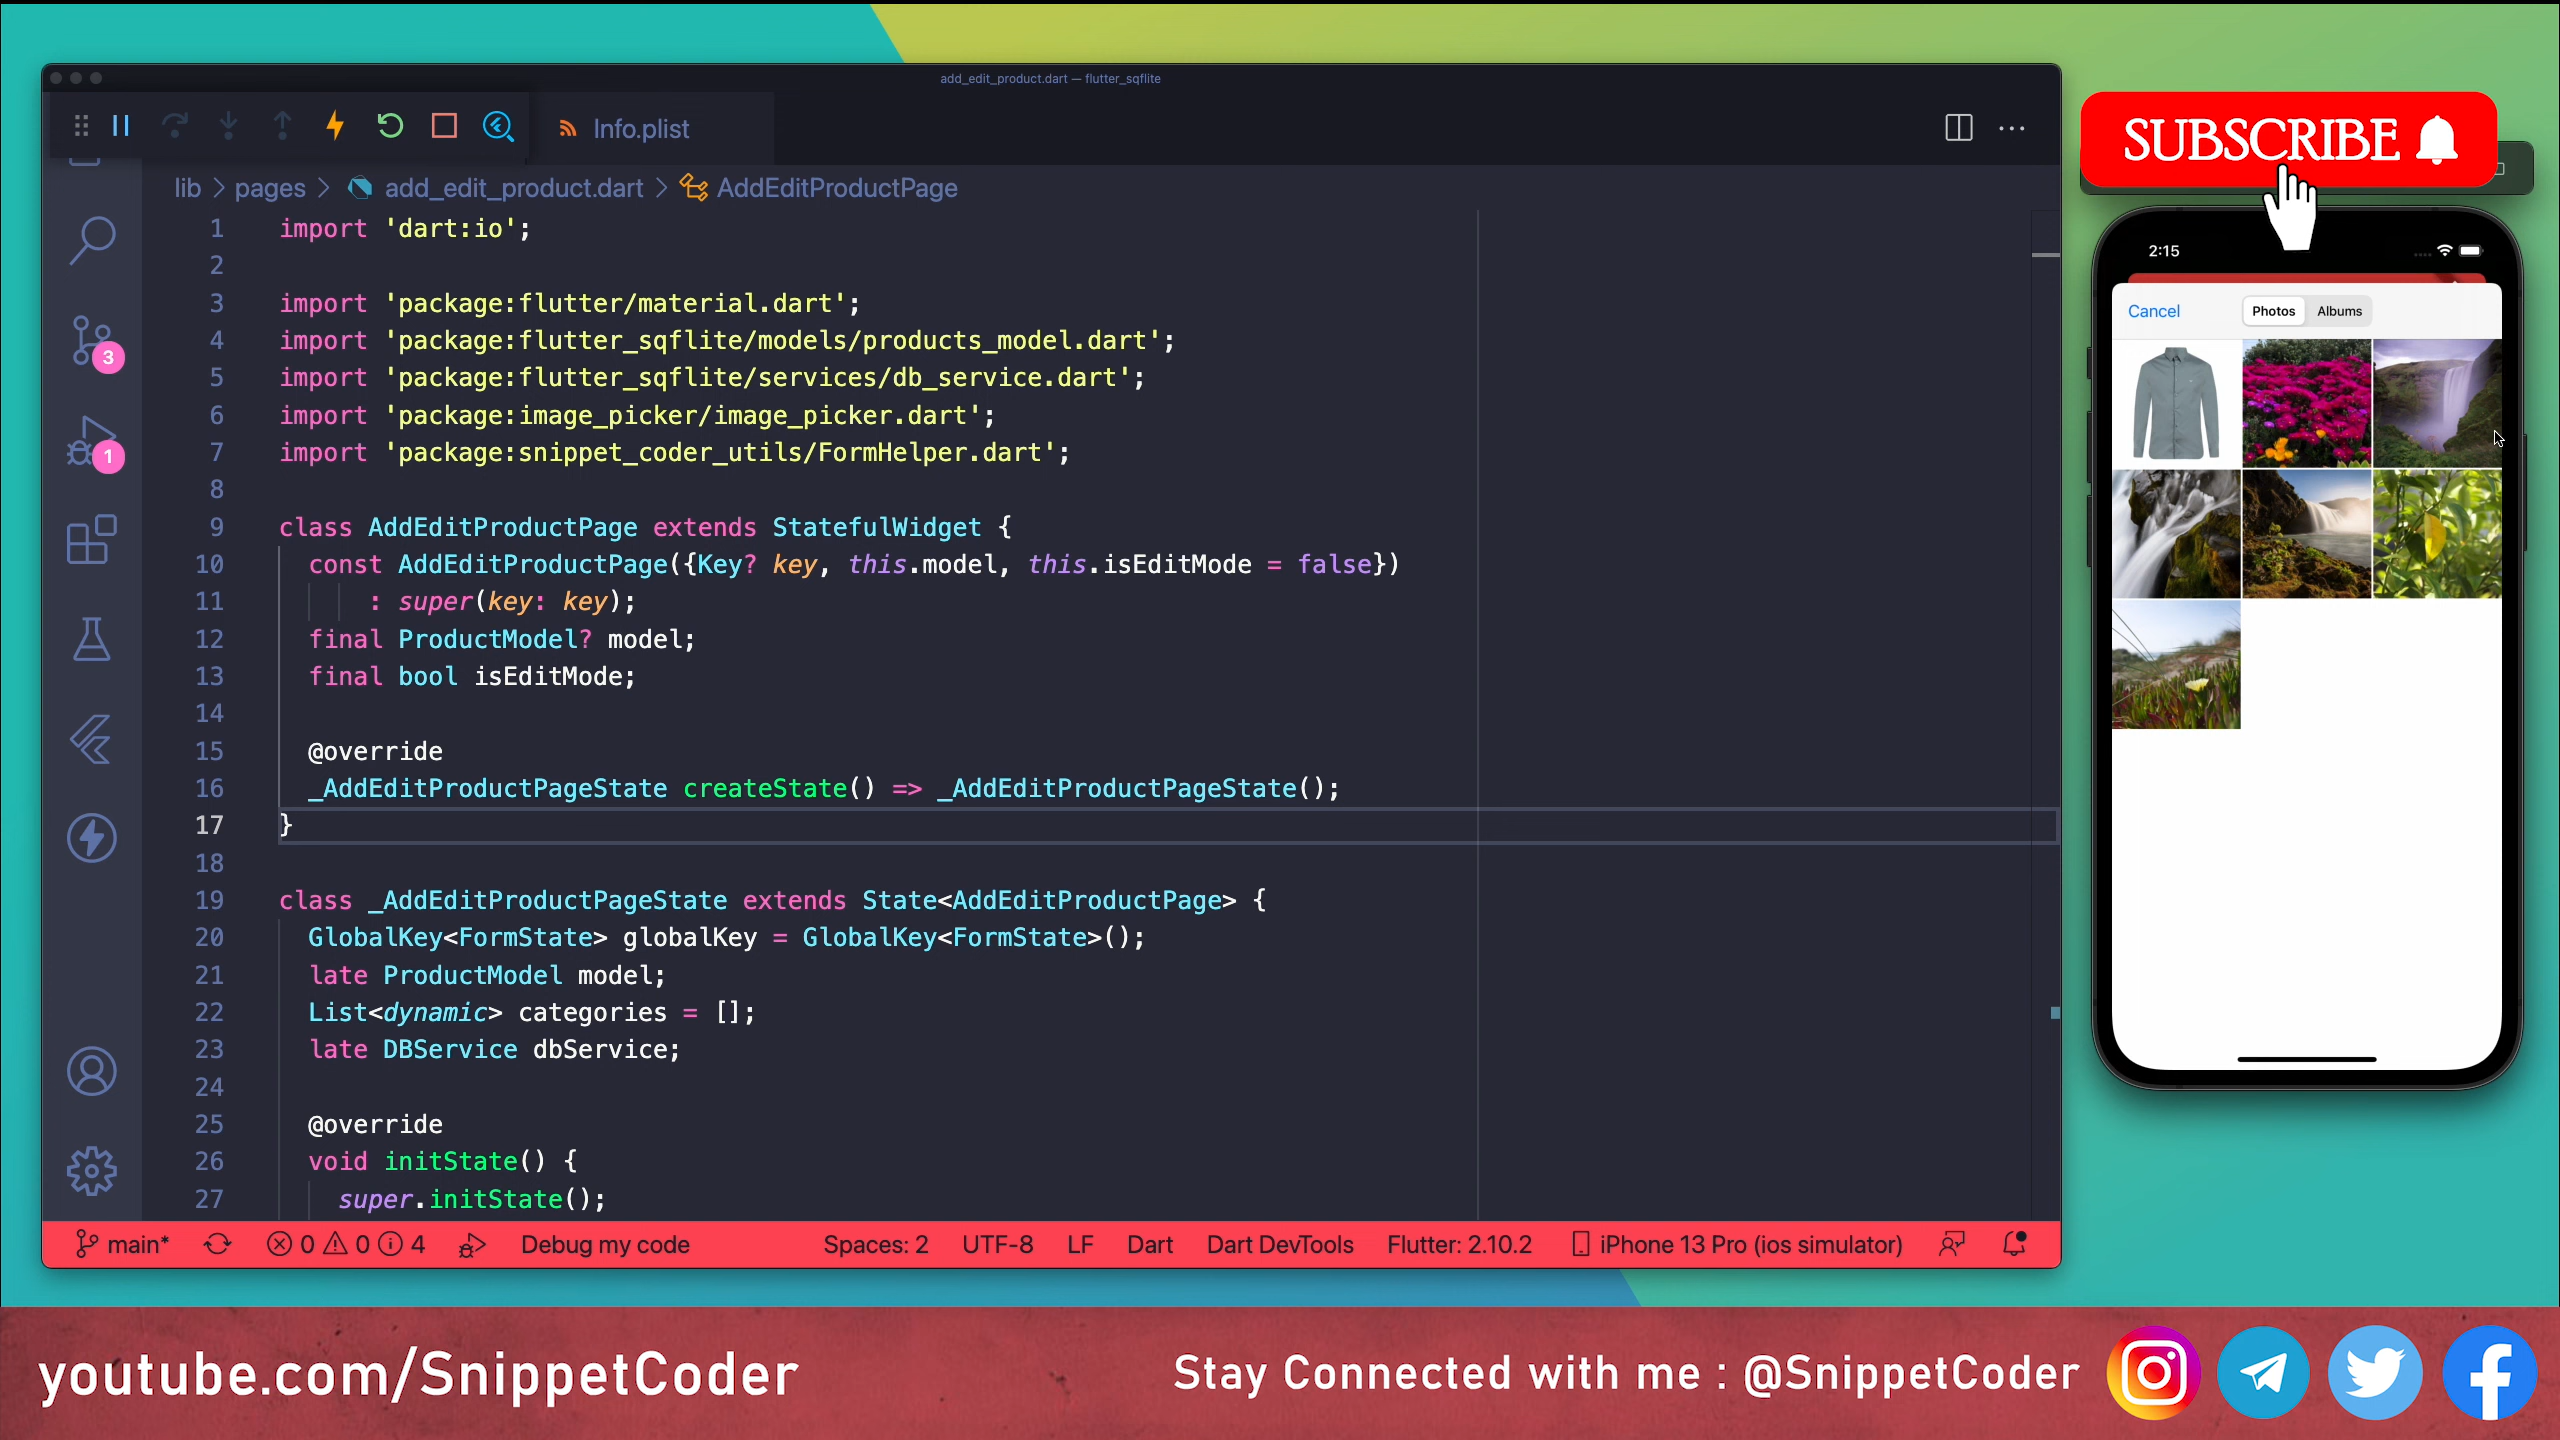 add_edit_product.dart — flutter_sqflite
Info.plist
lib > pages > add_edit_product.dart > AddEditProductPage
1 import 'dart:io';
2
3 import 'package:flutter/material.dart';
4 import 'package:flutter_sqflite/models/products_model.dart';
5 import 'package:flutter_sqflite/services/db_service.dart';
6 import 'package:image_picker/image_picker.dart';
7 import 'package:snippet_coder_utils/FormHelper.dart';
8
9 class AddEditProductPage extends StatefulWidget {
10 const AddEditProductPage({Key? key, this.model, this.isEditMode = false})
11 : super(key: key);
12 final ProductModel? model;
13 final bool isEditMode;
14
15 @override
16 _AddEditProductPageState createState() => _AddEditProductPageState();
17 }
18
19 class _AddEditProductPageState extends State<AddEditProductPage> {
20 GlobalKey<FormState> globalKey = GlobalKey<FormState>();
21 late ProductModel model;
22 List<dynamic> categories = [];
23 late DBService dbService;
24
25 @override
26 void initState() {
27 super.initState();
3
1
main* 0 0 4 Debug my code Spaces: 2 UTF-8 LF Dart Dart DevTools Flutter: 2.10.2 iPhone 13 Pro (ios simulator)
SUBSCRIBE
2:15
Cancel Photos Albums
youtube.com/SnippetCoder
Stay Connected with me : @SnippetCoder